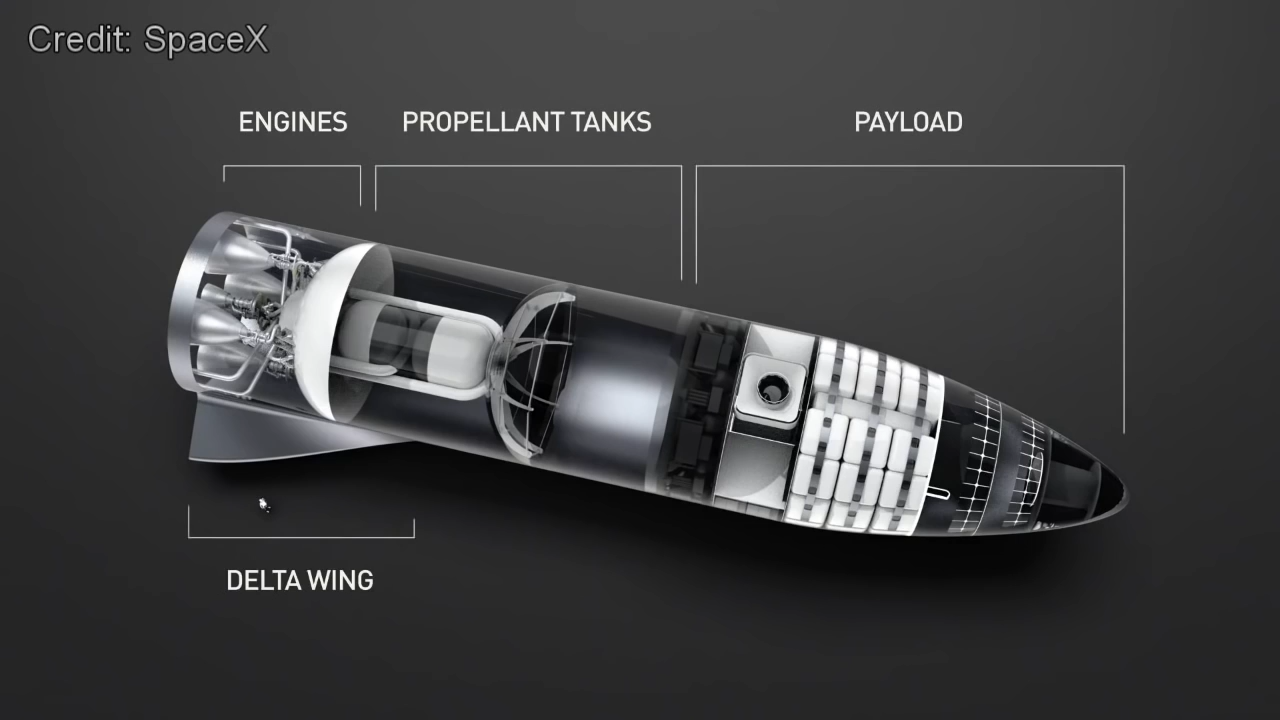 Credit: SpaceX
ENGINES
PROPELLANT TANKS
PAYLOAD
DELTA WING